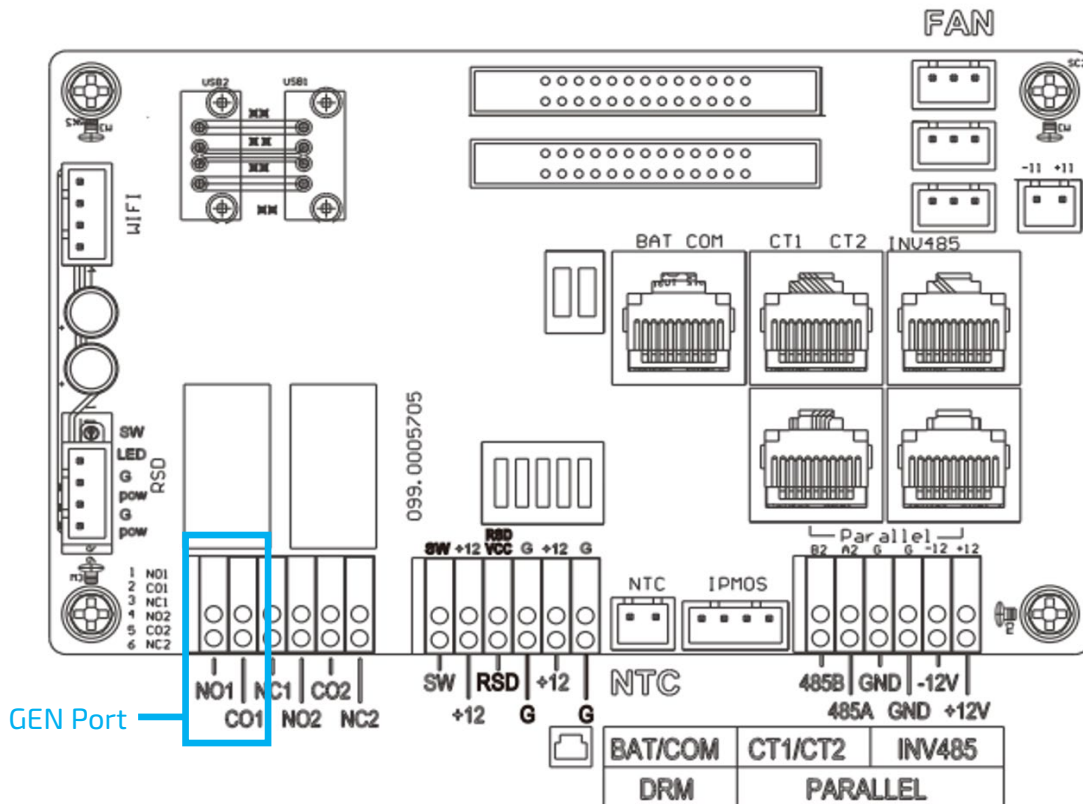 FAN
USB2 USB1
SC2
M3
M3
-11 +11
WIFI
BAT COM CT1 CT2 INV485
099.0005705
SW
LED
G
pow
G
pow
RSD
1 NO1
2 CO1
3 NC1
4 NO2
5 CO2
6 NC2
SW +12 RSD VCC G +12 G
Parallel
B2 A2 G G -12 +12
NTC IPMOS
NO1 NC1 CO2
CO1 NO2 NC2
SW RSD +12
+12 G G
NTC
485B GND -12V
485A GND +12V
GEN Port
BAT/COM CT1/CT2 INV485
DRM PARALLEL